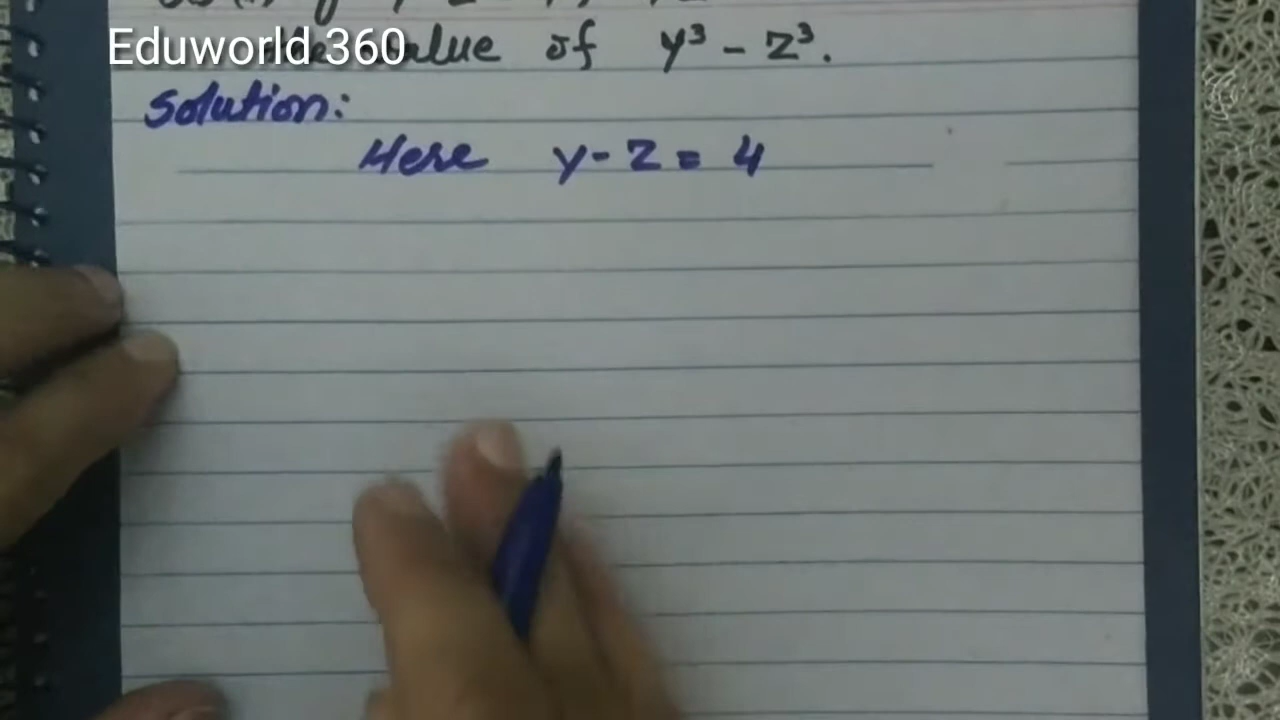 Eduworld 360
value of y³ - z³.
Solution:
Here y - z = 4